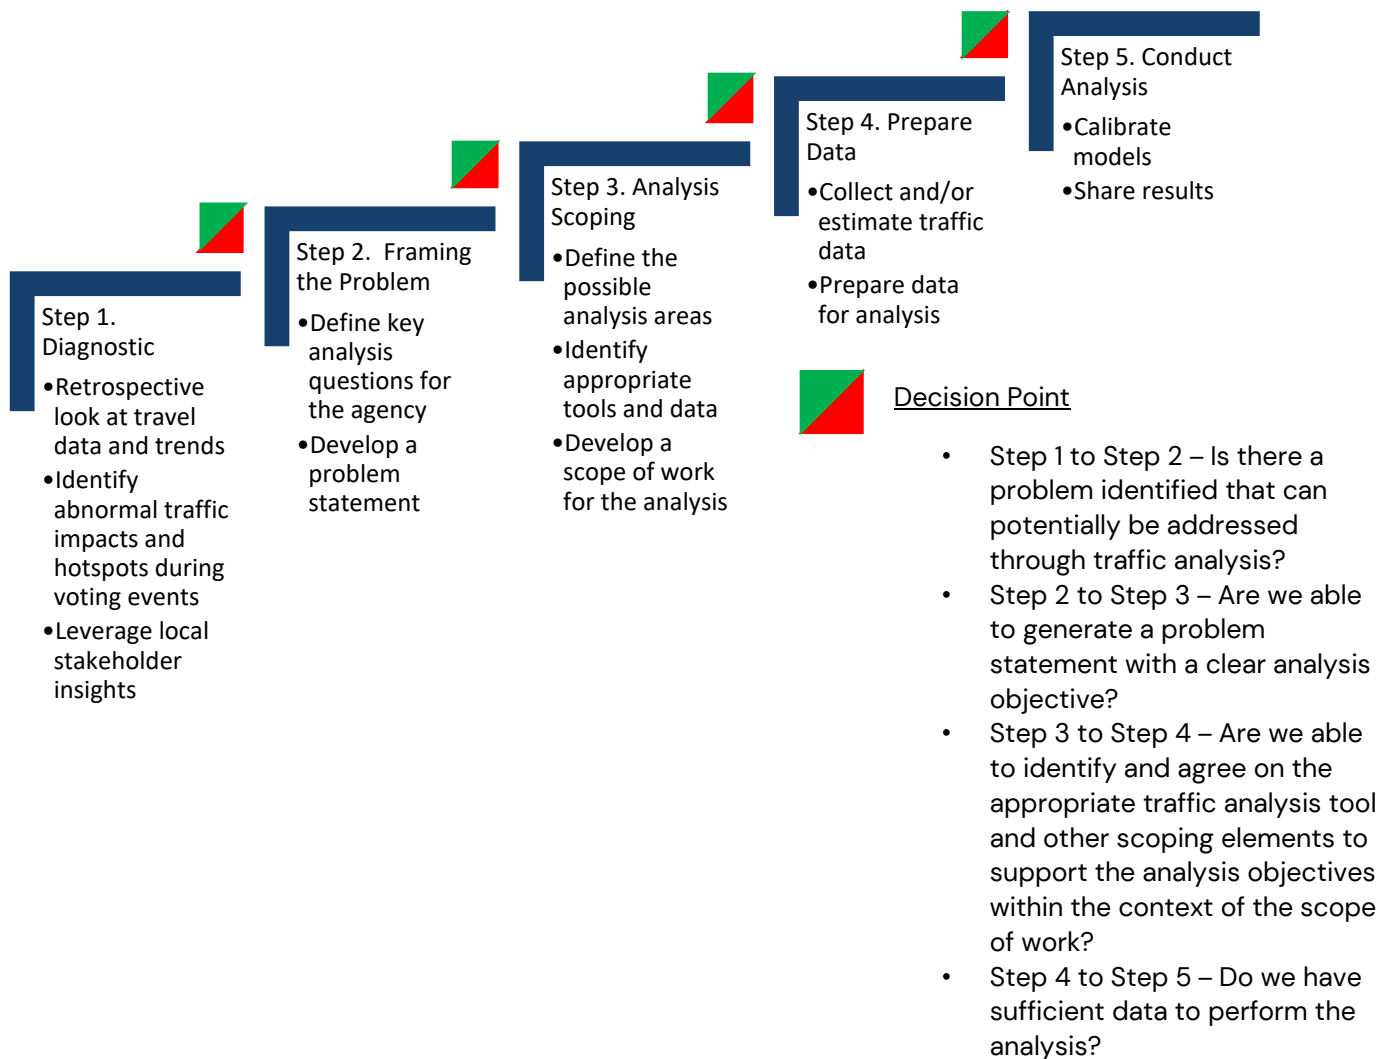 Step 1.
Diagnostic
•Retrospective
look at travel
data and trends
•Identify
abnormal traffic
impacts and
hotspots during
voting events
•Leverage local
stakeholder
insights
Step 2.  Framing
the Problem
•Define key
analysis
questions for
the agency
•Develop a
problem
statement
Step 3. Analysis
Scoping
•Define the
possible
analysis areas
•Identify
appropriate
tools and data
•Develop a
scope of work
for the analysis
Step 4. Prepare
Data
•Collect and/or
estimate traffic
data
•Prepare data
for analysis
Step 5. Conduct
Analysis
•Calibrate
models
•Share results
Decision Point
• Step 1 to Step 2 – Is there a
problem identified that can
potentially be addressed
through traffic analysis?
• Step 2 to Step 3 – Are we able
to generate a problem
statement with a clear analysis
objective?
• Step 3 to Step 4 – Are we able
to identify and agree on the
appropriate traffic analysis tool
and other scoping elements to
support the analysis objectives
within the context of the scope
of work?
• Step 4 to Step 5 – Do we have
sufficient data to perform the
analysis?